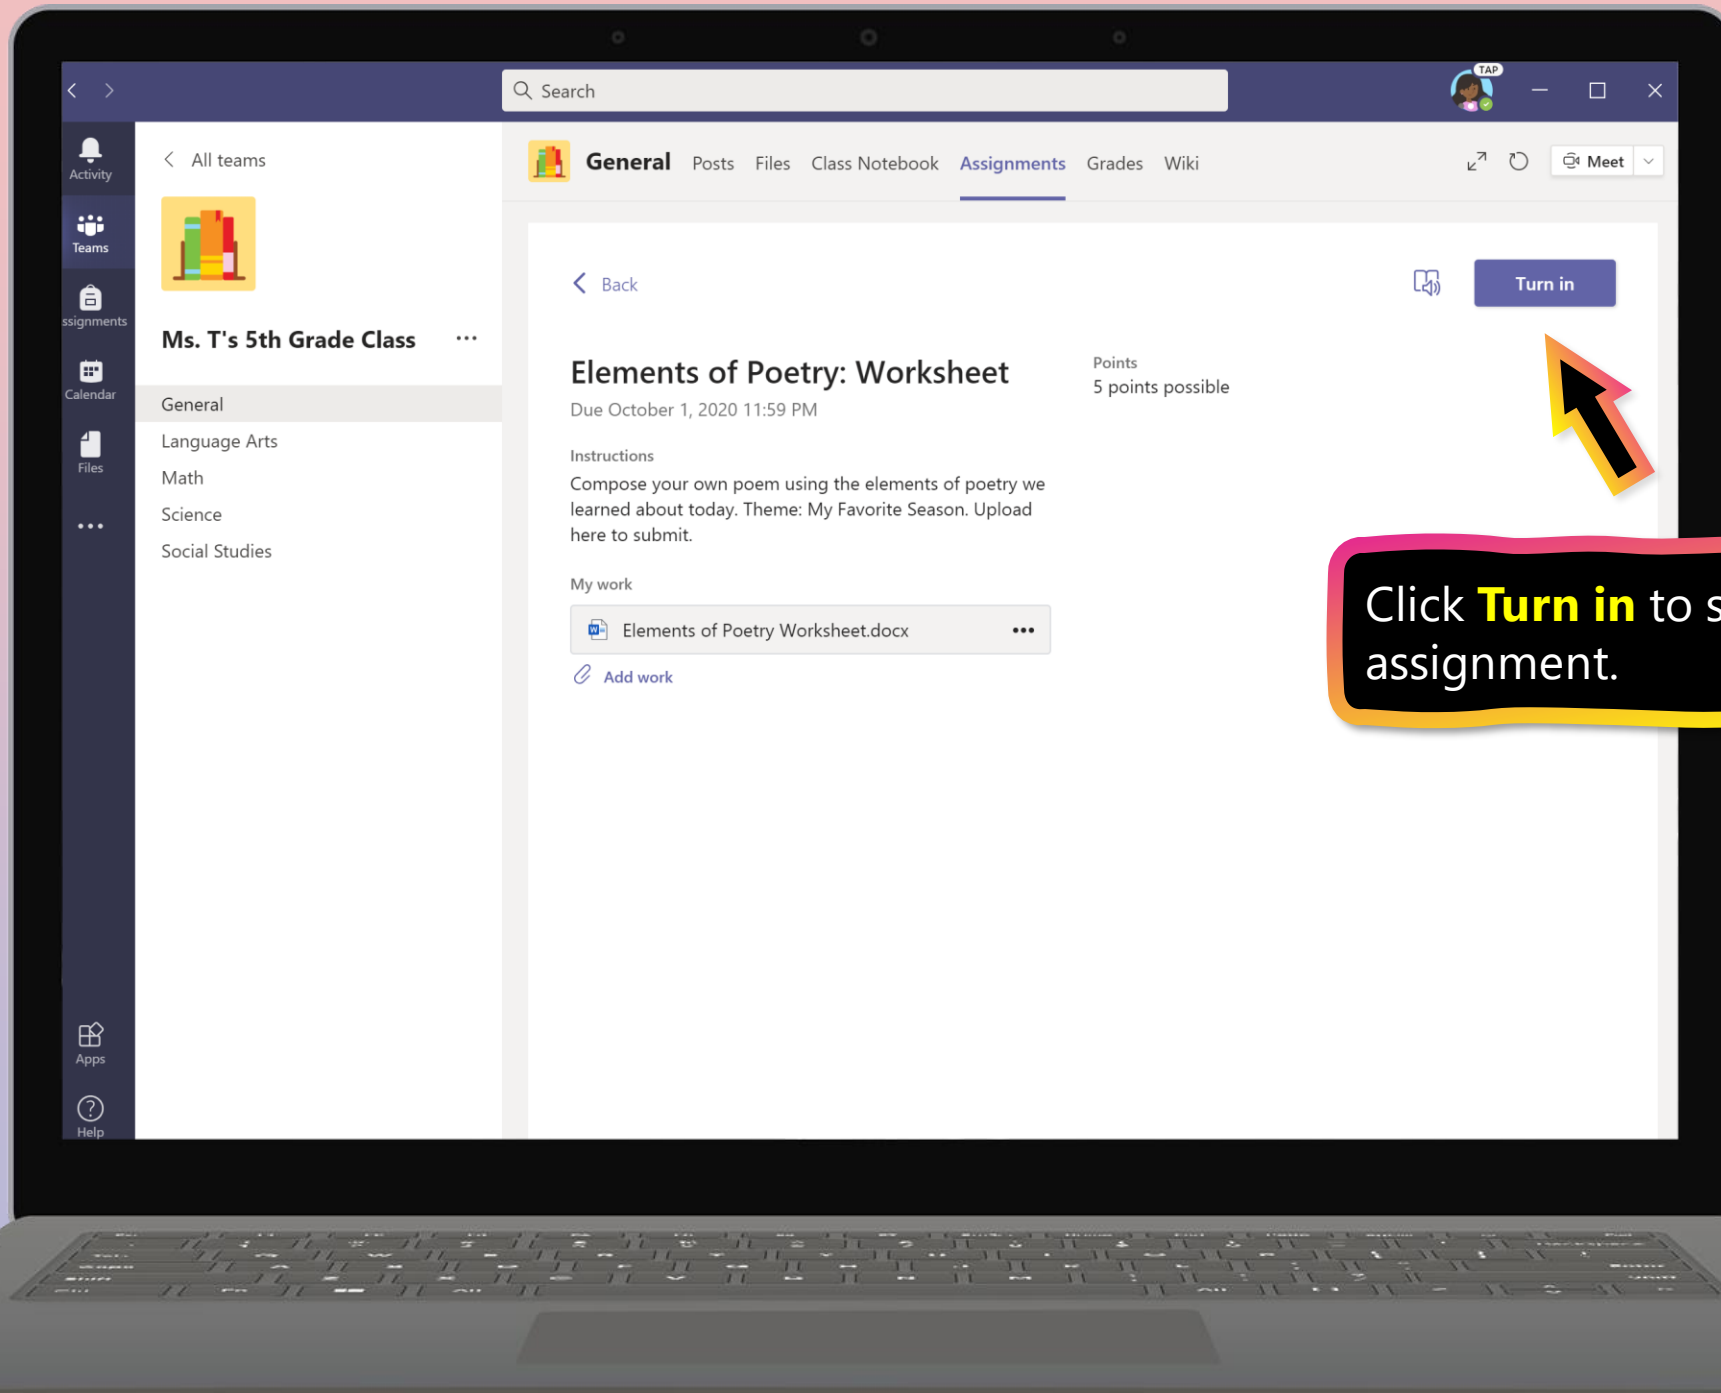 Search
TAP
Activity
Teams
ssignments
Calendar
Files
Apps
Help
All teams
Ms. T's 5th Grade Class
General
Language Arts
Math
Science
Social Studies
General Posts Files Class Notebook Assignments Grades Wiki
Meet
Back
Turn in
Elements of Poetry: Worksheet
Due October 1, 2020 11:59 PM
Points
5 points possible
Instructions
Compose your own poem using the elements of poetry we
learned about today. Theme: My Favorite Season. Upload
here to submit.
My work
Elements of Poetry Worksheet.docx
Add work
Click Turn in to s
assignment.